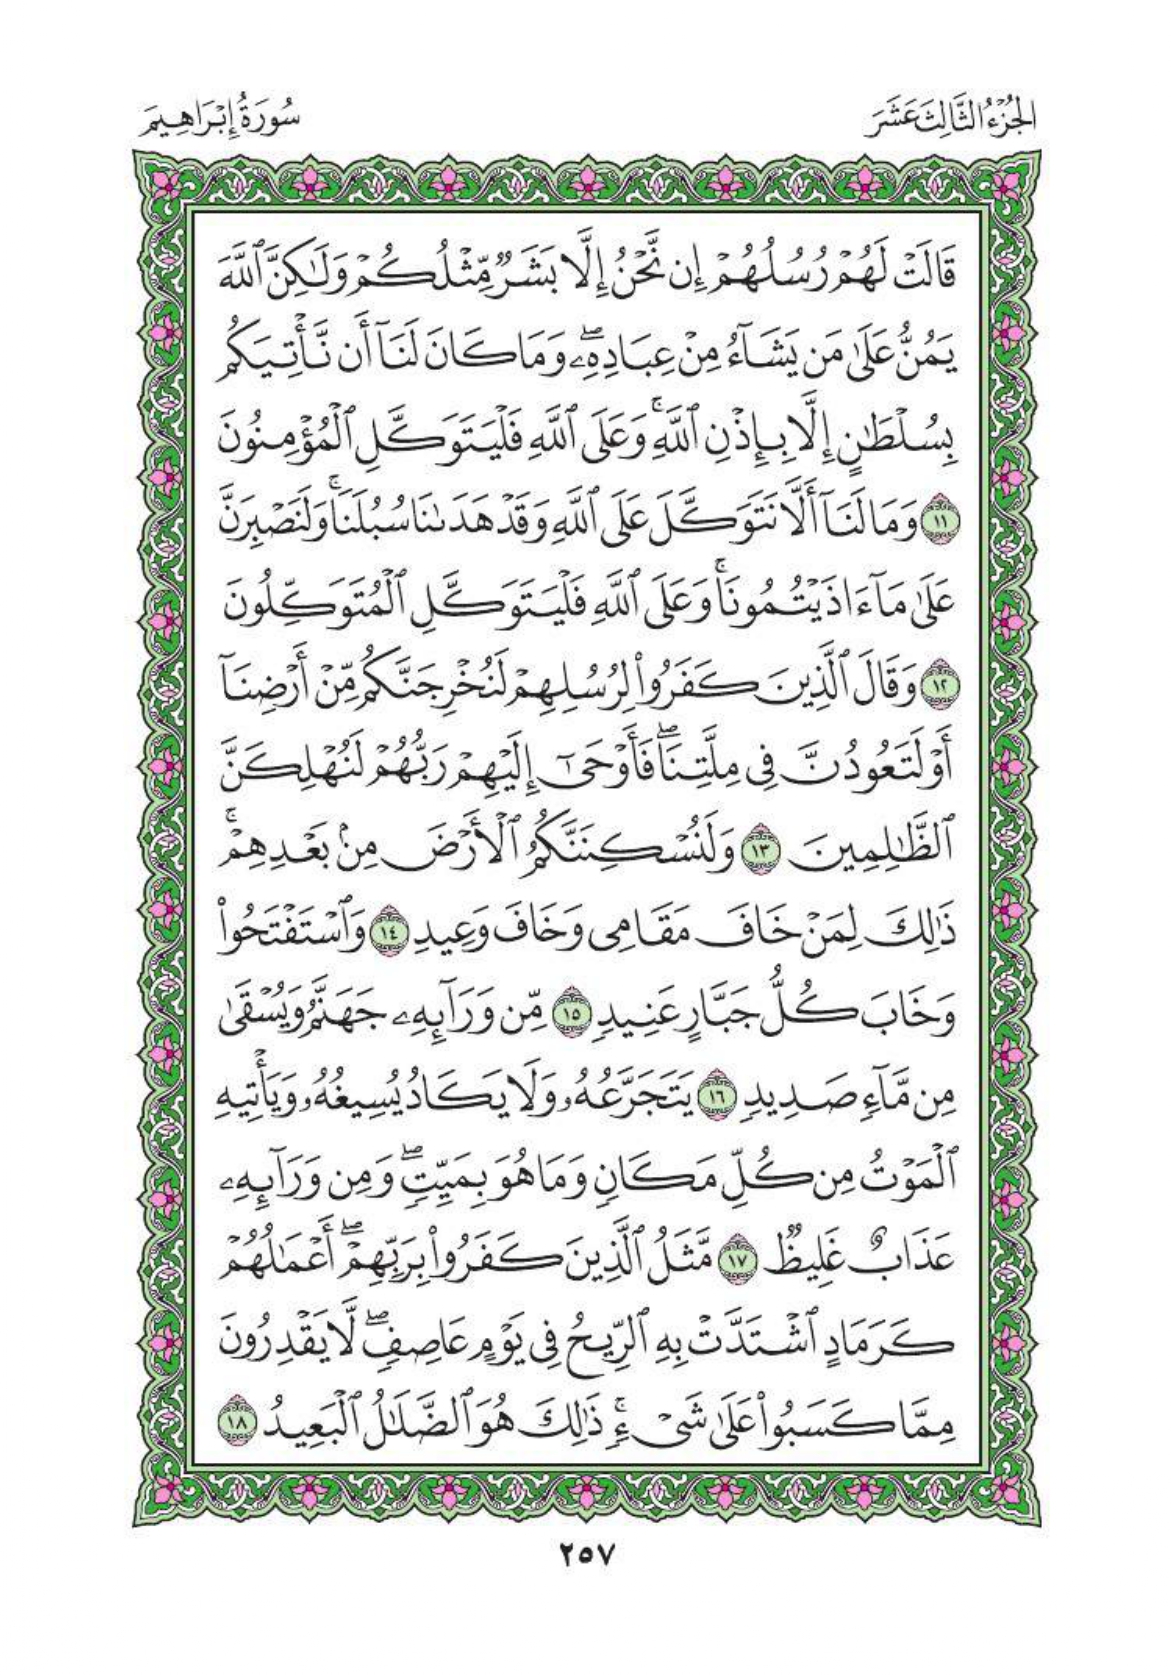 الجُزْءُ الثَّالِثَ عَشَرَ
سُورَةُ إِبْرَاهِيمَ
قَالَتْ لَهُمْ رُسُلُهُمْ إِن نَّحْنُ إِلَّا بَشَرٌ مِّثْلُكُمْ وَلَٰكِنَّ ٱللَّهَ
يَمُنُّ عَلَىٰ مَن يَشَآءُ مِنْ عِبَادِهِۦۖ وَمَا كَانَ لَنَآ أَن نَّأْتِيَكُم
بِسُلْطَٰنٍ إِلَّا بِإِذْنِ ٱللَّهِۚ وَعَلَى ٱللَّهِ فَلْيَتَوَكَّلِ ٱلْمُؤْمِنُونَ
١١ وَمَا لَنَآ أَلَّا نَتَوَكَّلَ عَلَى ٱللَّهِ وَقَدْ هَدَىٰنَا سُبُلَنَاۚ وَلَنَصْبِرَنَّ
عَلَىٰ مَآ ءَاذَيْتُمُونَاۚ وَعَلَى ٱللَّهِ فَلْيَتَوَكَّلِ ٱلْمُتَوَكِّلُونَ
١٢ وَقَالَ ٱلَّذِينَ كَفَرُوا۟ لِرُسُلِهِمْ لَنُخْرِجَنَّكُم مِّنْ أَرْضِنَآ
أَوْ لَتَعُودُنَّ فِى مِلَّتِنَاۖ فَأَوْحَىٰٓ إِلَيْهِمْ رَبُّهُمْ لَنُهْلِكَنَّ
ٱلظَّٰلِمِينَ ١٣ وَلَنُسْكِنَنَّكُمُ ٱلْأَرْضَ مِنۢ بَعْدِهِمْۚ
ذَٰلِكَ لِمَنْ خَافَ مَقَامِى وَخَافَ وَعِيدِ ١٤ وَٱسْتَفْتَحُوا۟
وَخَابَ كُلُّ جَبَّارٍ عَنِيدٍ ١٥ مِّن وَرَآئِهِۦ جَهَنَّمُ وَيُسْقَىٰ
مِن مَّآءٍ صَدِيدٍ ١٦ يَتَجَرَّعُهُۥ وَلَا يَكَادُ يُسِيغُهُۥ وَيَأْتِيهِ
ٱلْمَوْتُ مِن كُلِّ مَكَانٍ وَمَا هُوَ بِمَيِّتٍۖ وَمِن وَرَآئِهِۦ
عَذَابٌ غَلِيظٌ ١٧ مَّثَلُ ٱلَّذِينَ كَفَرُوا۟ بِرَبِّهِمْۖ أَعْمَٰلُهُمْ
كَرَمَادٍ ٱشْتَدَّتْ بِهِ ٱلرِّيحُ فِى يَوْمٍ عَاصِفٍۖ لَّا يَقْدِرُونَ
مِمَّا كَسَبُوا۟ عَلَىٰ شَىْءٍۚ ذَٰلِكَ هُوَ ٱلضَّلَٰلُ ٱلْبَعِيدُ ١٨
٢٥٧